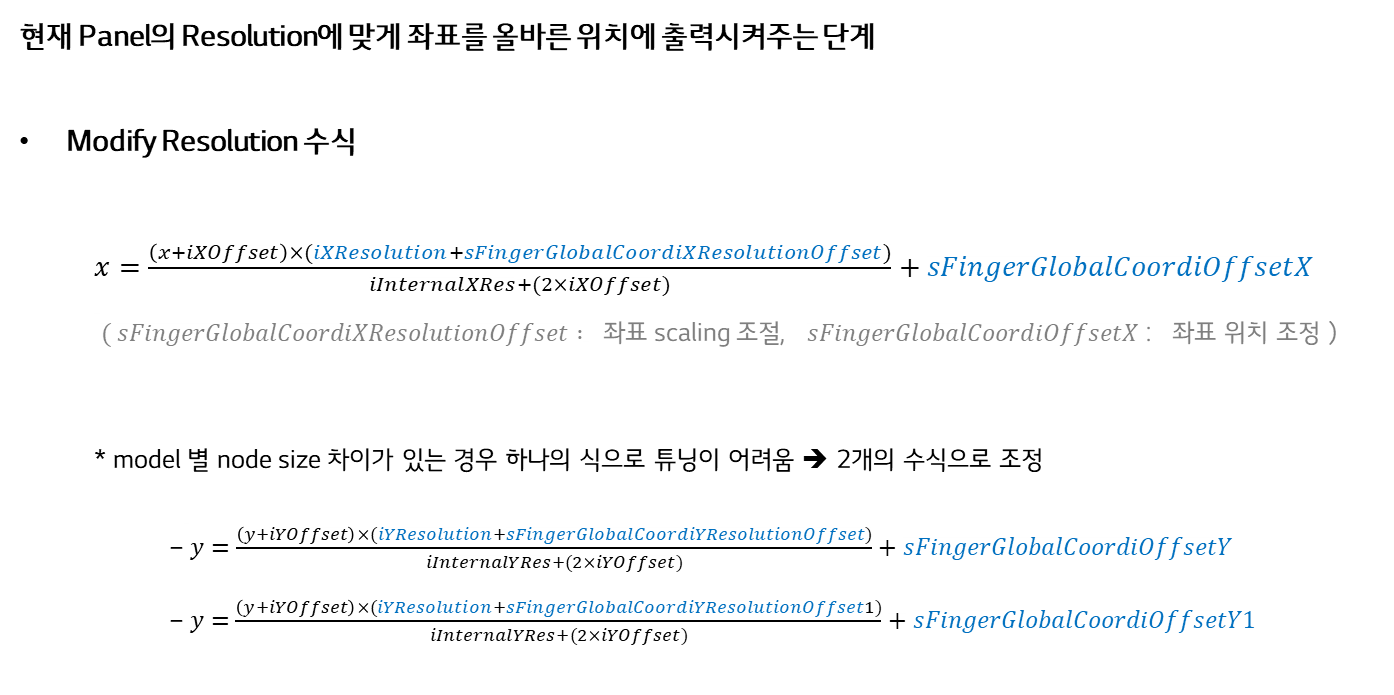 현재 Panel의 Resolution에 맞게 좌표를 올바른 위치에 출력시켜주는 단계
• Modify Resolution 수식
x = (x+iXOffset)×(iXResolution+sFingerGlobalCoordiXResolutionOffset) / iInternalXRes+(2×iXOffset) + sFingerGlobalCoordiOffsetX
( sFingerGlobalCoordiXResolutionOffset : 좌표 scaling 조절, sFingerGlobalCoordiOffsetX : 좌표 위치 조정 )
* model 별 node size 차이가 있는 경우 하나의 식으로 튜닝이 어려움 ➔ 2개의 수식으로 조정
− y = (y+iYOffset)×(iYResolution+sFingerGlobalCoordiYResolutionOffset) / iInternalYRes+(2×iYOffset) + sFingerGlobalCoordiOffsetY
− y = (y+iYOffset)×(iYResolution+sFingerGlobalCoordiYResolutionOffset1) / iInternalYRes+(2×iYOffset) + sFingerGlobalCoordiOffsetY1